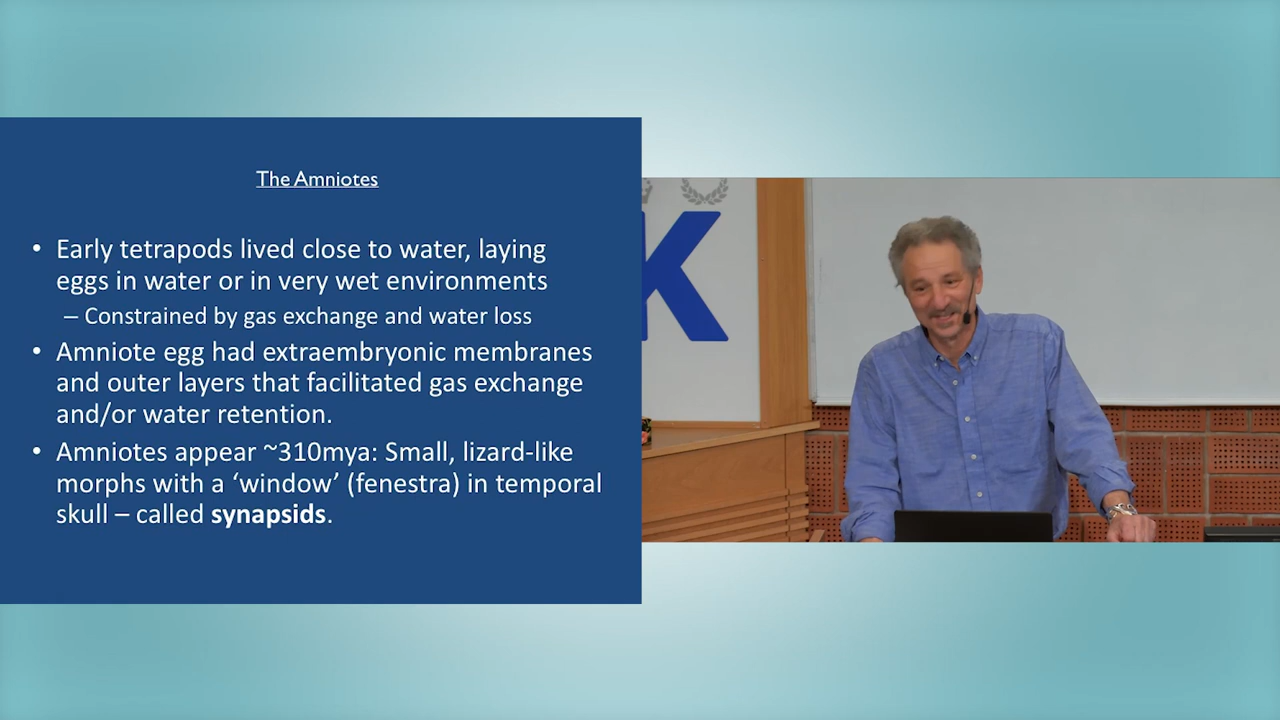 The Amniotes
• Early tetrapods lived close to water, laying
eggs in water or in very wet environments
– Constrained by gas exchange and water loss
• Amniote egg had extraembryonic membranes
and outer layers that facilitated gas exchange
and/or water retention.
• Amniotes appear ~310mya: Small, lizard-like
morphs with a ‘window’ (fenestra) in temporal
skull – called synapsids.
K